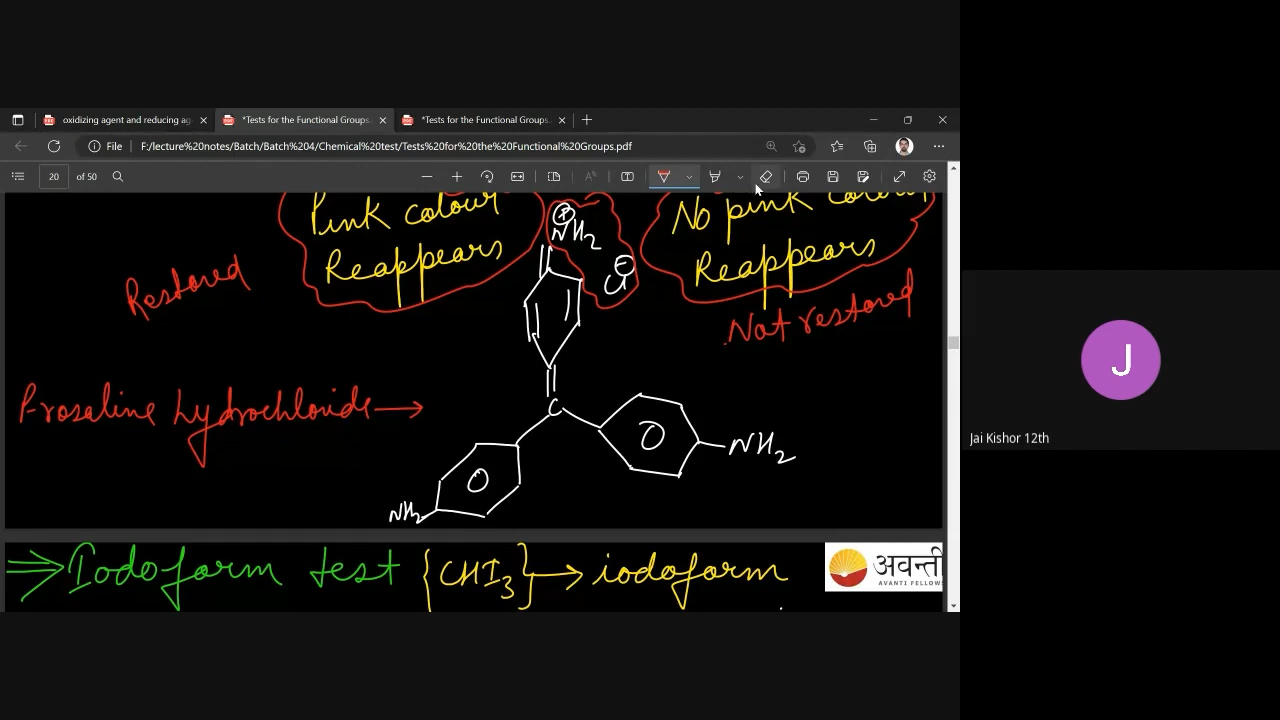 oxidizing agent and reducing ag
*Tests for the Functional Groups.
*Tests for the Functional Groups.
File
F:/lecture%20notes/Batch/Batch%204/Chemical%20test/Tests%20for%20the%20Functional%20Groups.pdf
20 of 50
Pink colour
Reappears
⊕
NH2
Cl⊖
No pink colour
Reappears
Restored
Not restored
P-rosaline hydrochloride →
C
NH2
NH2
⇒ Iodoform test {CHI3} → iodoform
अवन्ती
AVANTI FELLOWS
J
Jai Kishor 12th